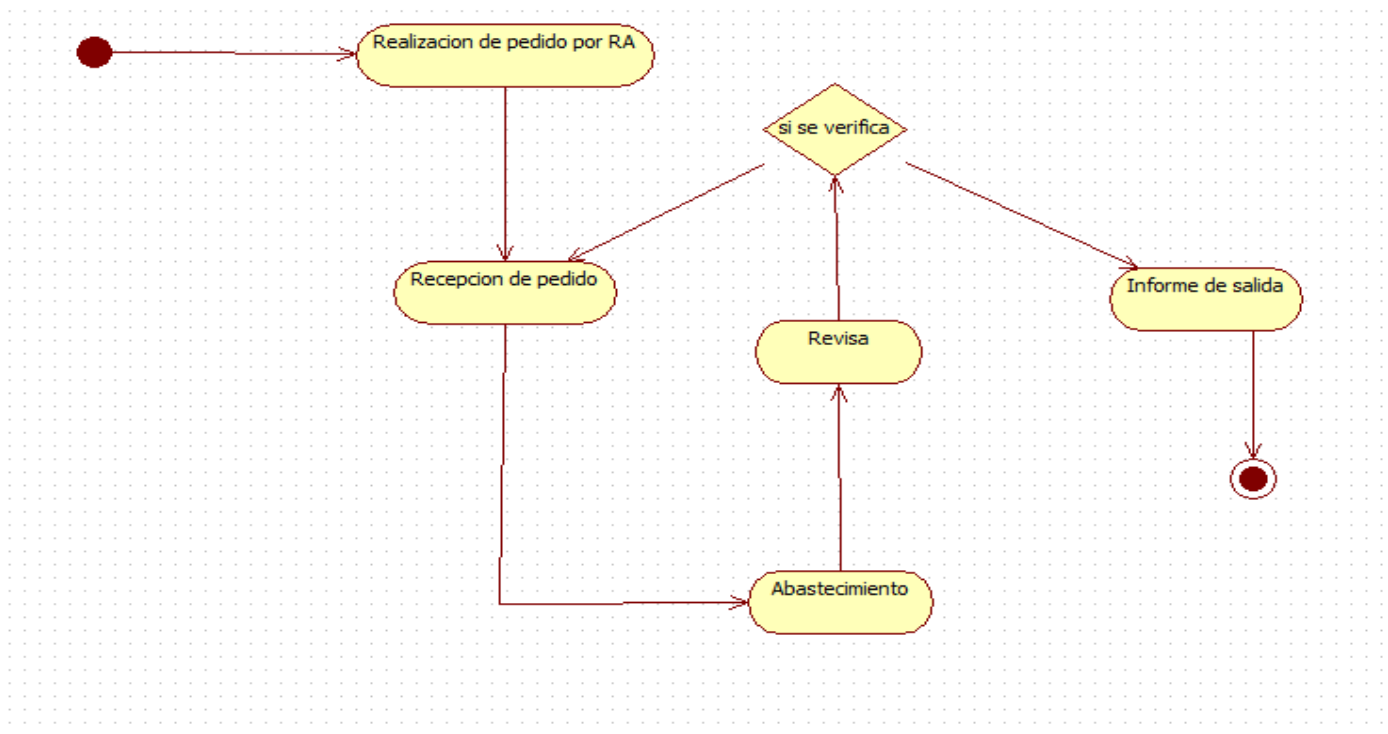 Realizacion de pedido por RA
si se verifica
Recepcion de pedido
Informe de salida
Revisa
Abastecimiento